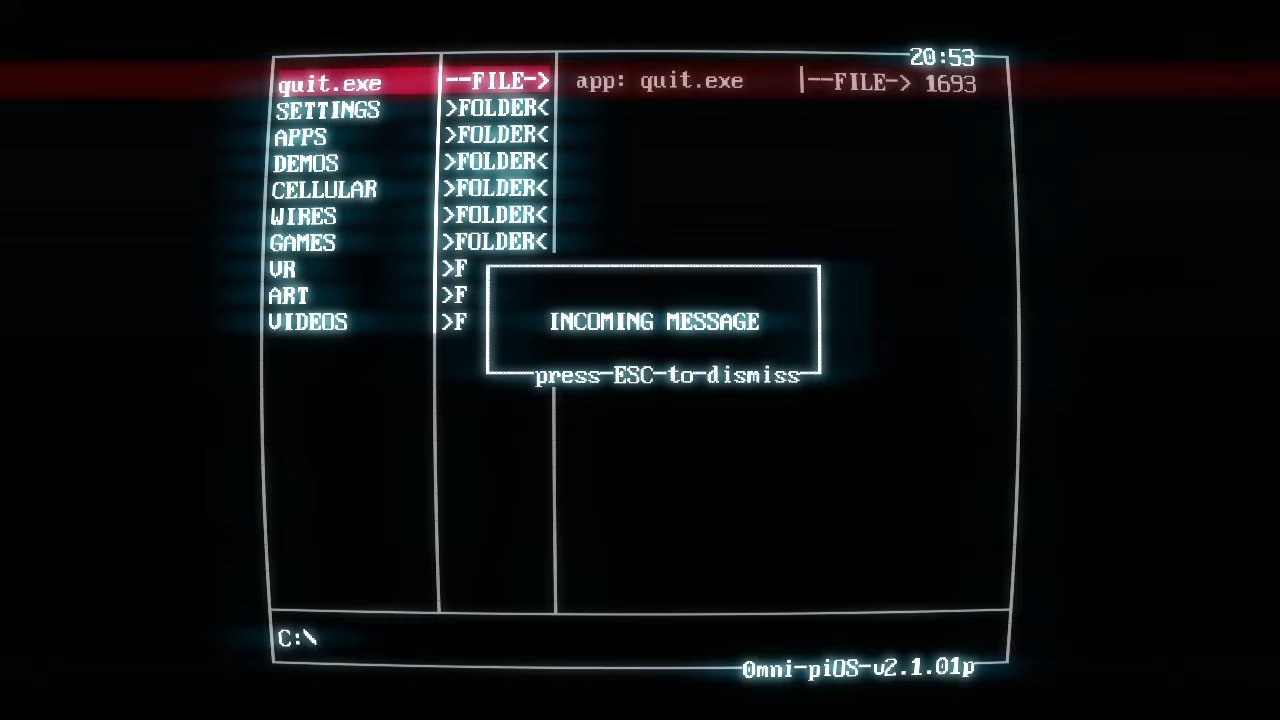 20:53
quit.exe --FILE-> app: quit.exe |--FILE-> 1693
SETTINGS >FOLDER<
APPS >FOLDER<
DEMOS >FOLDER<
CELLULAR >FOLDER<
WIRES >FOLDER<
GAMES >FOLDER<
VR >F
ART >F
VIDEOS >F
INCOMING MESSAGE
press-ESC-to-dismiss
C:\
Omni-piOS-v2.1.01p